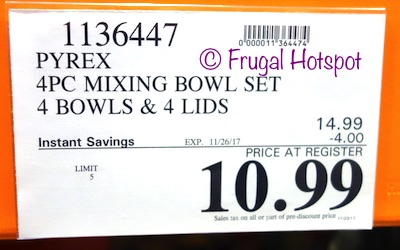 1136447
0000011"364474
© Frugal Hotspot
PYREX
4PC MIXING BOWL SET
4 BOWLS & 4 LIDS
14.99
Instant Savings EXP. 11/26/17 -4.00
PRICE AT REGISTER
LIMIT
5
10.99
Sales tax on all or part of pre-discount price